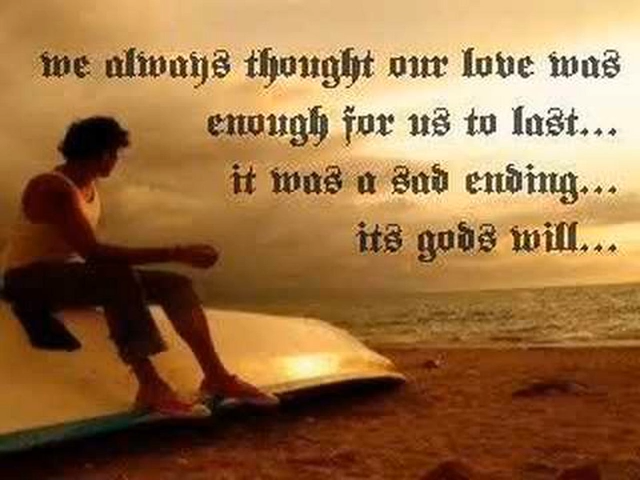 we always thought our love was
enough for us to last...
it was a sad ending...
its gods will...